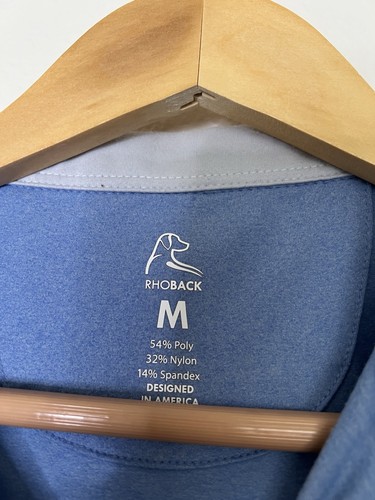 RHOBACK
M
54% Poly
32% Nylon
14% Spandex
DESIGNED
IN AMERICA